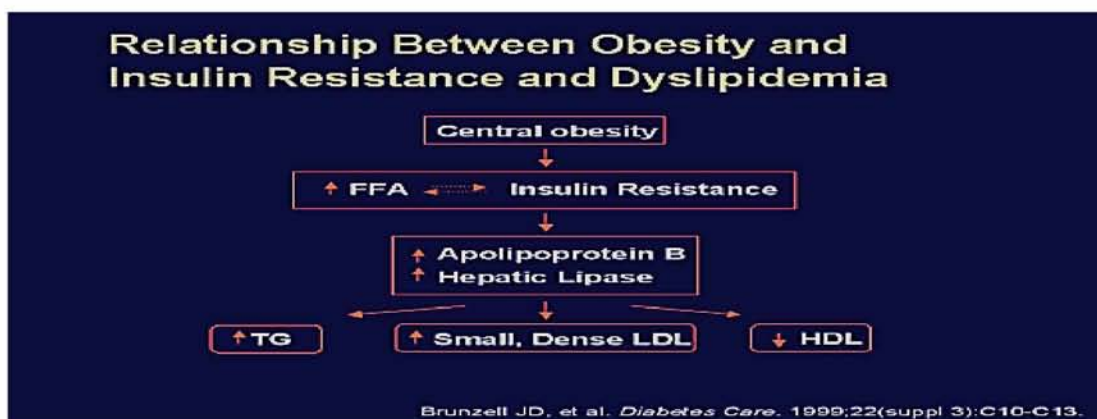 Relationship Between Obesity and
Insulin Resistance and Dyslipidemia
Central obesity
↑ FFA Insulin Resistance
↑ Apolipoprotein B
↑ Hepatic Lipase
↑ TG ↑ Small, Dense LDL ↓ HDL
Brunzell JD, et al. Diabetes Care. 1999;22(suppl 3):C10-C13.